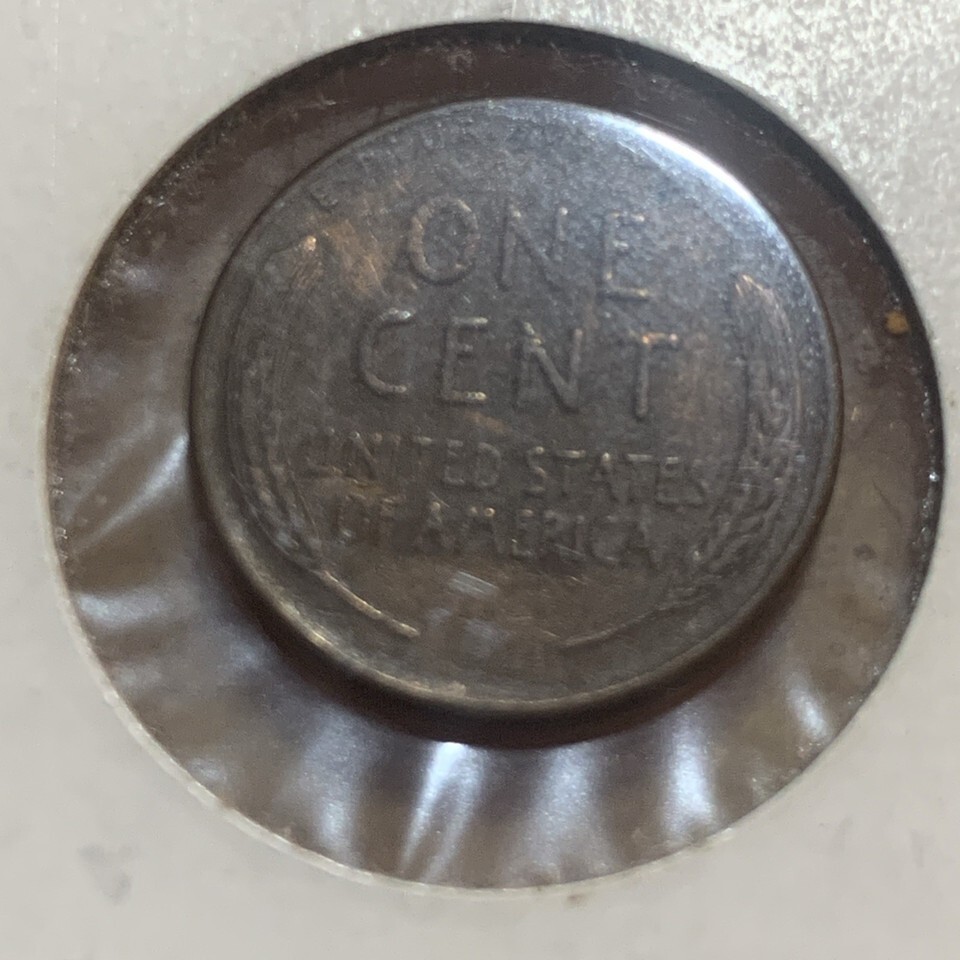 ONE
CENT
UNITED STATES
OF AMERICA